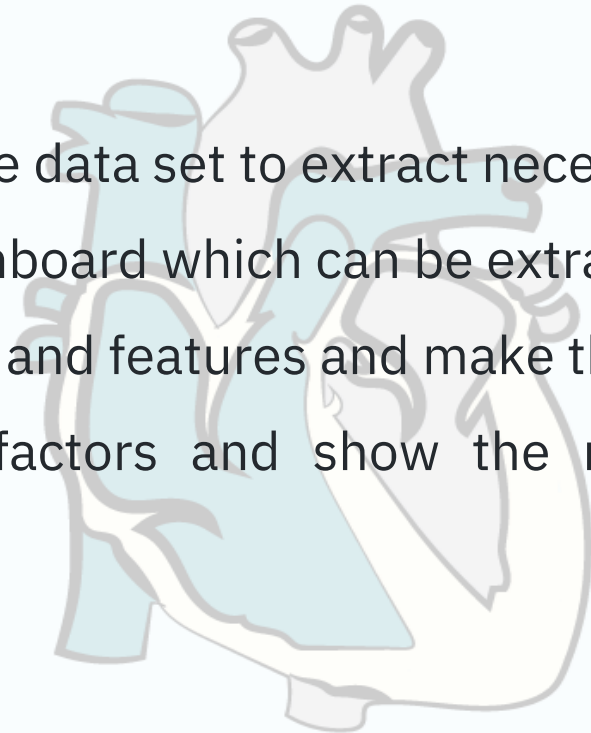 e data set to extract nece
board which can be extra
and features and make th
factors and show the